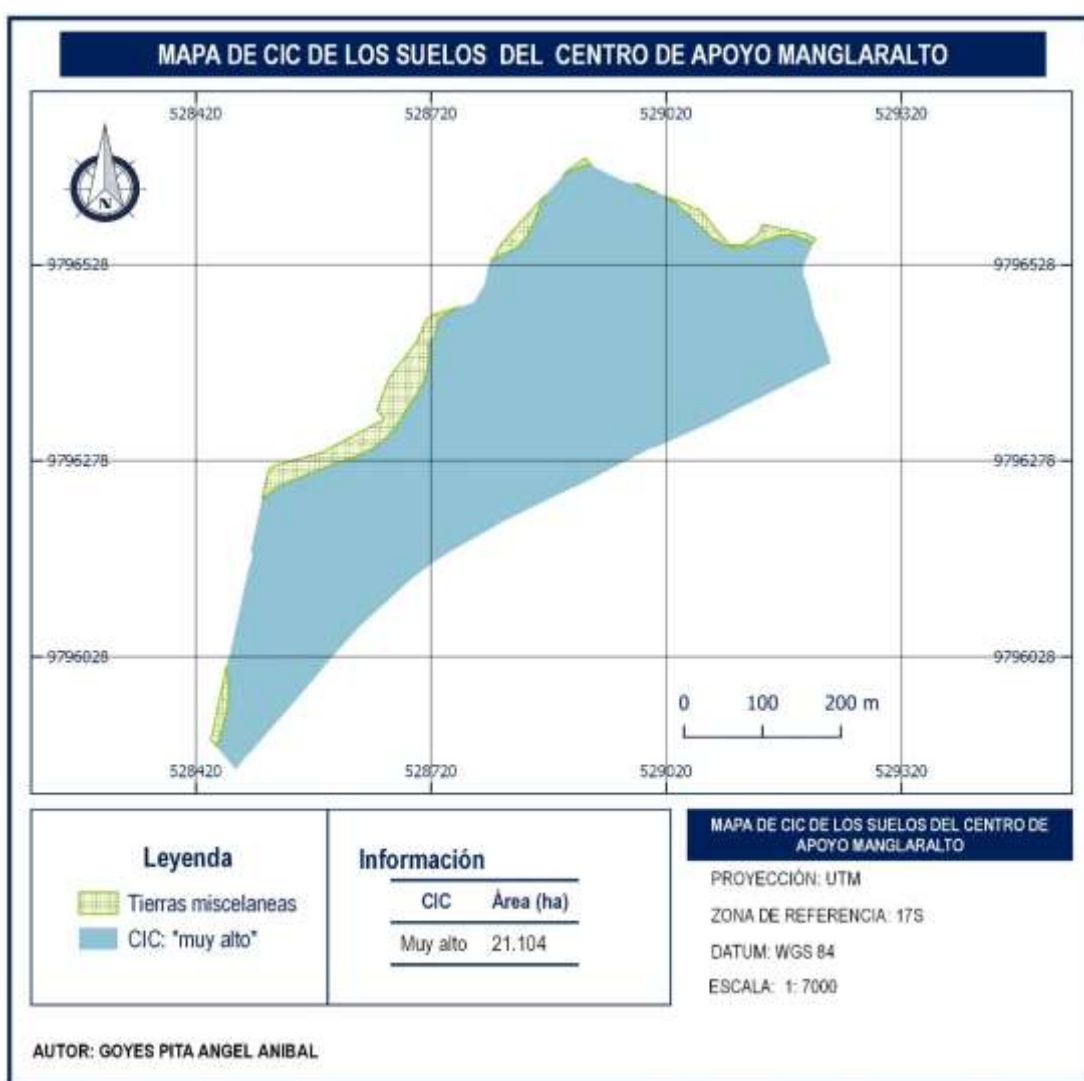 MAPA DE CIC DE LOS SUELOS DEL CENTRO DE APOYO MANGLARALTO
528420 528720 529020 529320
N
9796528 9796528
9796278 9796278
9796028 9796028
0 100 200 m
528420 528720 529020 529320
Leyenda
Tierras miscelaneas
CIC: "muy alto"
Información
CIC Área (ha)
Muy alto 21.104
MAPA DE CIC DE LOS SUELOS DEL CENTRO DE
APOYO MANGLARALTO
PROYECCIÓN: UTM
ZONA DE REFERENCIA: 17S
DATUM: WGS 84
ESCALA: 1: 7000
AUTOR: GOYES PITA ANGEL ANIBAL